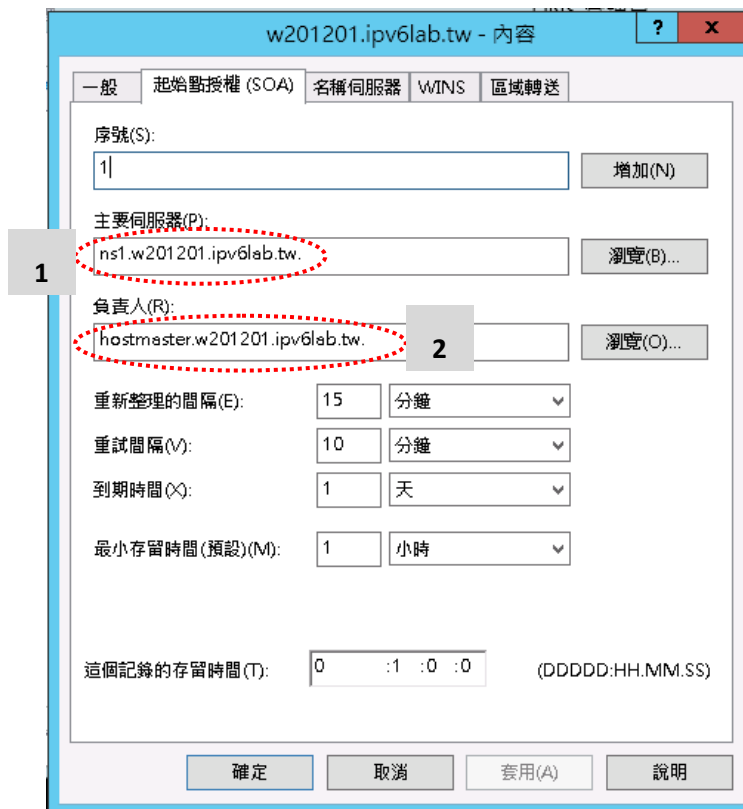 w201201.ipv6lab.tw - 內容 ? x
一般 起始點授權 (SOA) 名稱伺服器 WINS 區域轉送
序號(S):
1 增加(N)
主要伺服器(P):
1 ns1.w201201.ipv6lab.tw. 瀏覽(B)...
負責人(R):
hostmaster.w201201.ipv6lab.tw. 2 瀏覽(O)...
重新整理的間隔(E): 15 分鐘
重試間隔(V): 10 分鐘
到期時間(X): 1 天
最小存留時間(預設)(M): 1 小時
這個記錄的存留時間(T): 0 :1 :0 :0 (DDDDD:HH.MM.SS)
確定 取消 套用(A) 說明